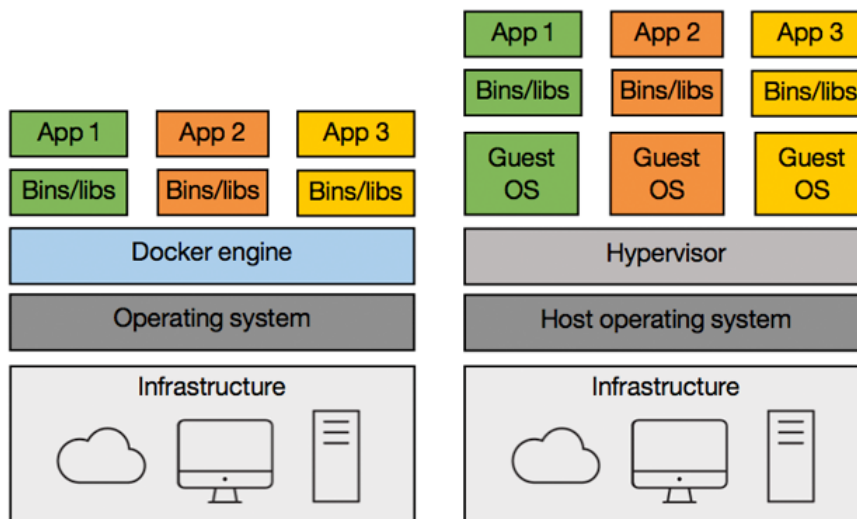 App 1
App 2
App 3
Bins/libs
Bins/libs
Bins/libs
Docker engine
Operating system
Infrastructure
App 1
App 2
App 3
Bins/libs
Bins/libs
Bins/libs
Guest
OS
Guest
OS
Guest
OS
Hypervisor
Host operating system
Infrastructure